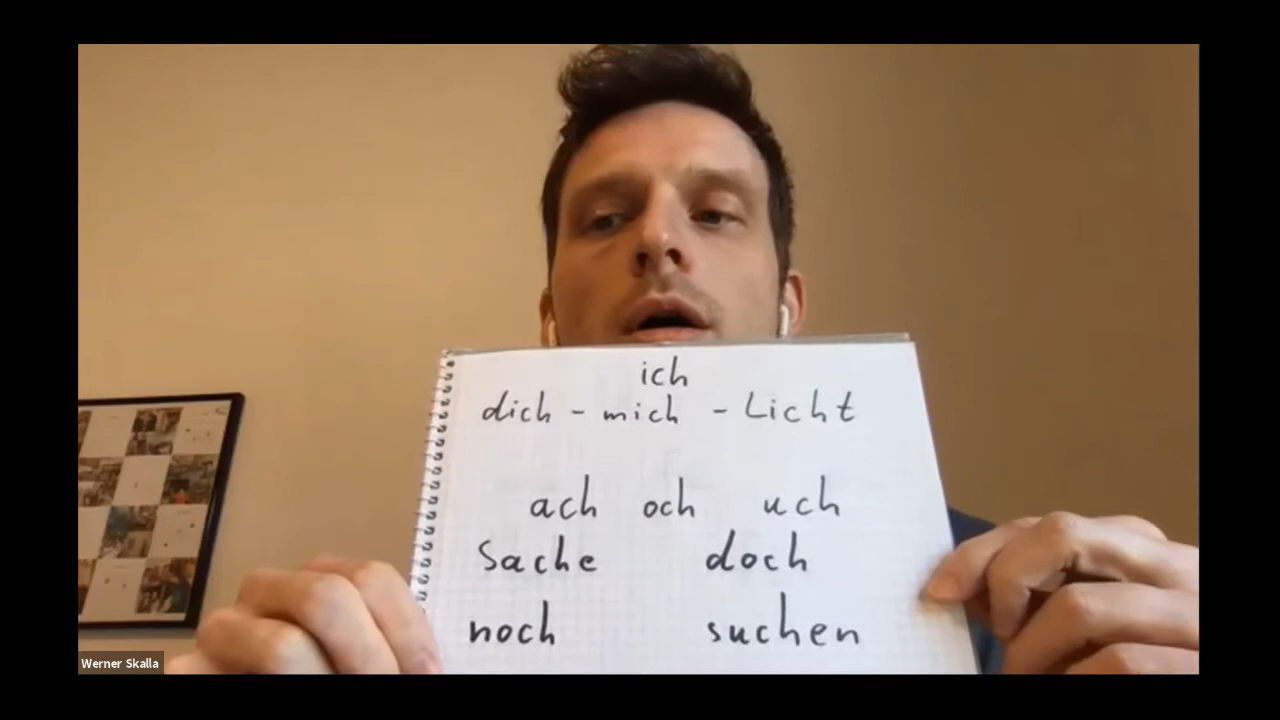 ich
dich - mich - Licht
ach och uch
Sache doch
noch suchen
Werner Skalla